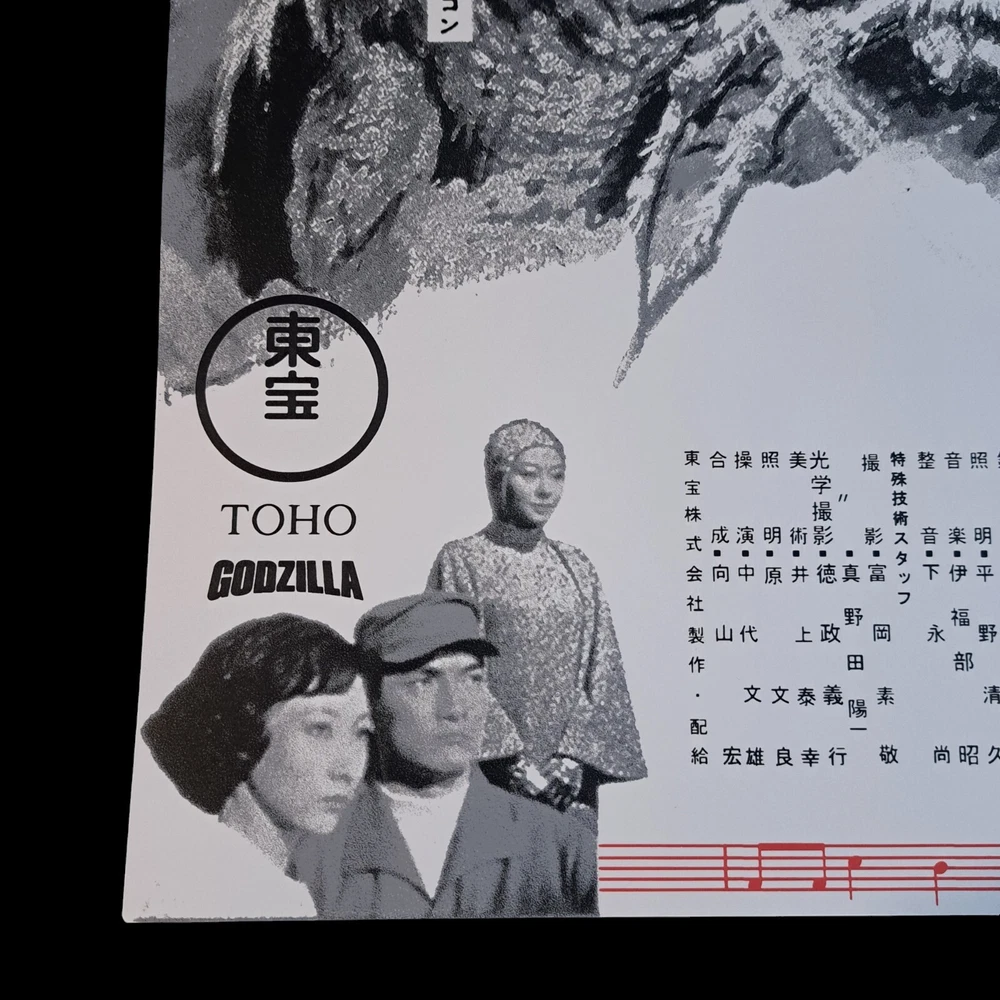 コン
東宝
TOHO
GODZILLA
照明■平野清久
音楽■伊福部昭
整音■下永尚
特殊技術スタッフ
撮影■富岡素敬
〃■真野田陽一
光学撮影■徳政義行
美術■井上泰幸
照明■原文良
操演■中代文雄
合成■向山宏
東宝株式会社製作・配給